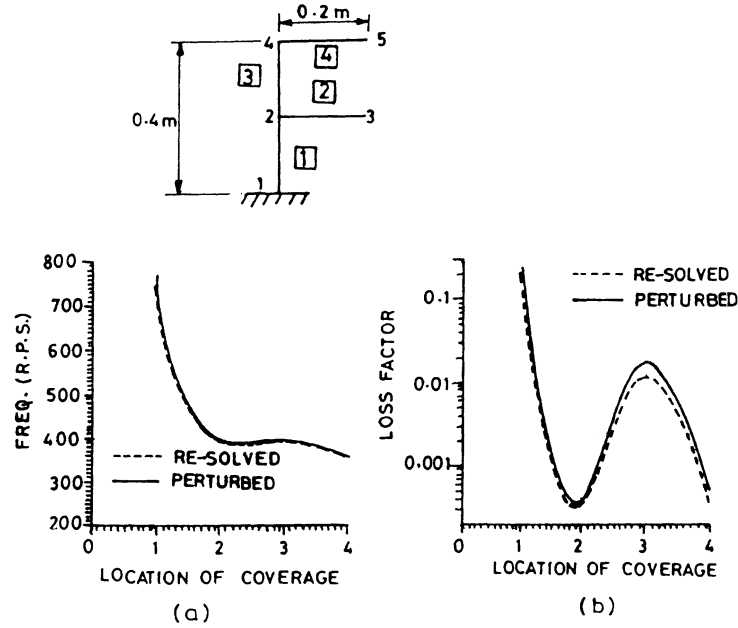 0.2 m
4
5
4
3
2
0.4 m
2
3
1
1
800
700
600
500
400
300
200
FREQ. (R.P.S.)
RE-SOLVED
PERTURBED
0 1 2 3 4
LOCATION OF COVERAGE
(a)
RE-SOLVED
PERTURBED
0.1
0.01
0.001
LOSS FACTOR
0 1 2 3 4
LOCATION OF COVERAGE
(b)